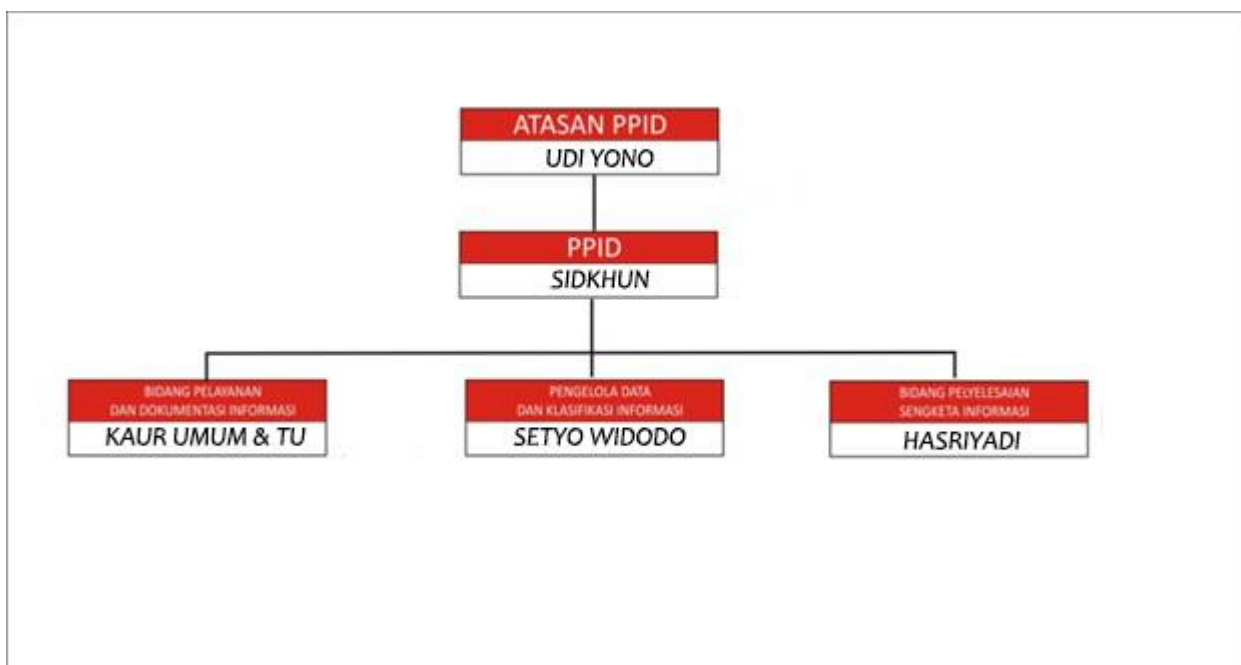 ATASAN PPID
UDI YONO
PPID
SIDKHUN
BIDANG PELAYANAN
DAN DOKUMENTASI INFORMASI
KAUR UMUM & TU
PENGELOLA DATA
DAN KLASIFIKASI INFORMASI
SETYO WIDODO
BIDANG PELYELESAIAN
SENGKETA INFORMASI
HASRIYADI